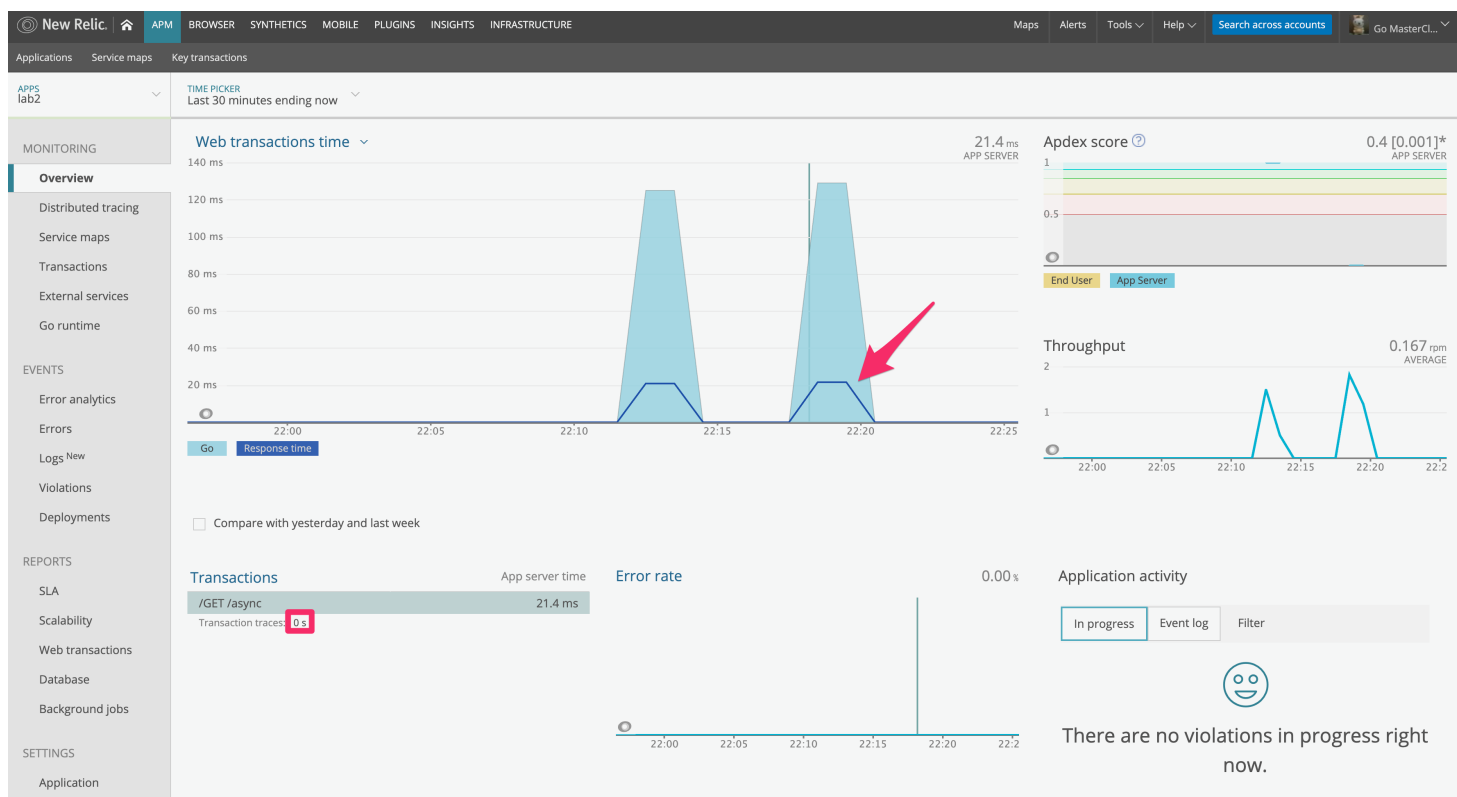 New Relic. APM BROWSER SYNTHETICS MOBILE PLUGINS INSIGHTS INFRASTRUCTURE Maps Alerts Tools Help Search across accounts Go MasterCl...
Applications Service maps Key transactions
APPS
lab2
TIME PICKER
Last 30 minutes ending now
MONITORING
Overview
Distributed tracing
Service maps
Transactions
External services
Go runtime
EVENTS
Error analytics
Errors
Logs New
Violations
Deployments
REPORTS
SLA
Scalability
Web transactions
Database
Background jobs
SETTINGS
Application
Web transactions time
21.4 ms
APP SERVER
140 ms
120 ms
100 ms
80 ms
60 ms
40 ms
20 ms
22:00 22:05 22:10 22:15 22:20 22:25
Go Response time
Compare with yesterday and last week
Apdex score ?
0.4 [0.001]*
APP SERVER
1
0.5
End User App Server
Throughput
0.167 rpm
AVERAGE
2
1
22:00 22:05 22:10 22:15 22:20 22:2
Transactions App server time
/GET /async 21.4 ms
Transaction traces: 0 s
Error rate 0.00 %
22:00 22:05 22:10 22:15 22:20 22:2
Application activity
In progress Event log Filter
There are no violations in progress right
now.